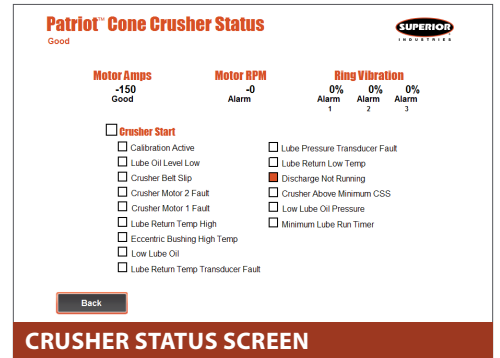 Patriot™ Cone Crusher Status
Good
SUPERIOR
INDUSTRIES
Motor Amps
-150
Good
Motor RPM
-0
Alarm
Ring Vibration
0% 0% 0%
Alarm Alarm Alarm
1 2 3
Crusher Start
Calibration Active
Lube Oil Level Low
Crusher Belt Slip
Crusher Motor 2 Fault
Crusher Motor 1 Fault
Lube Return Temp High
Eccentric Bushing High Temp
Low Lube Oil
Lube Return Temp Transducer Fault
Lube Pressure Transducer Fault
Lube Return Low Temp
Discharge Not Running
Crusher Above Minimum CSS
Low Lube Oil Pressure
Minimum Lube Run Timer
Back
CRUSHER STATUS SCREEN